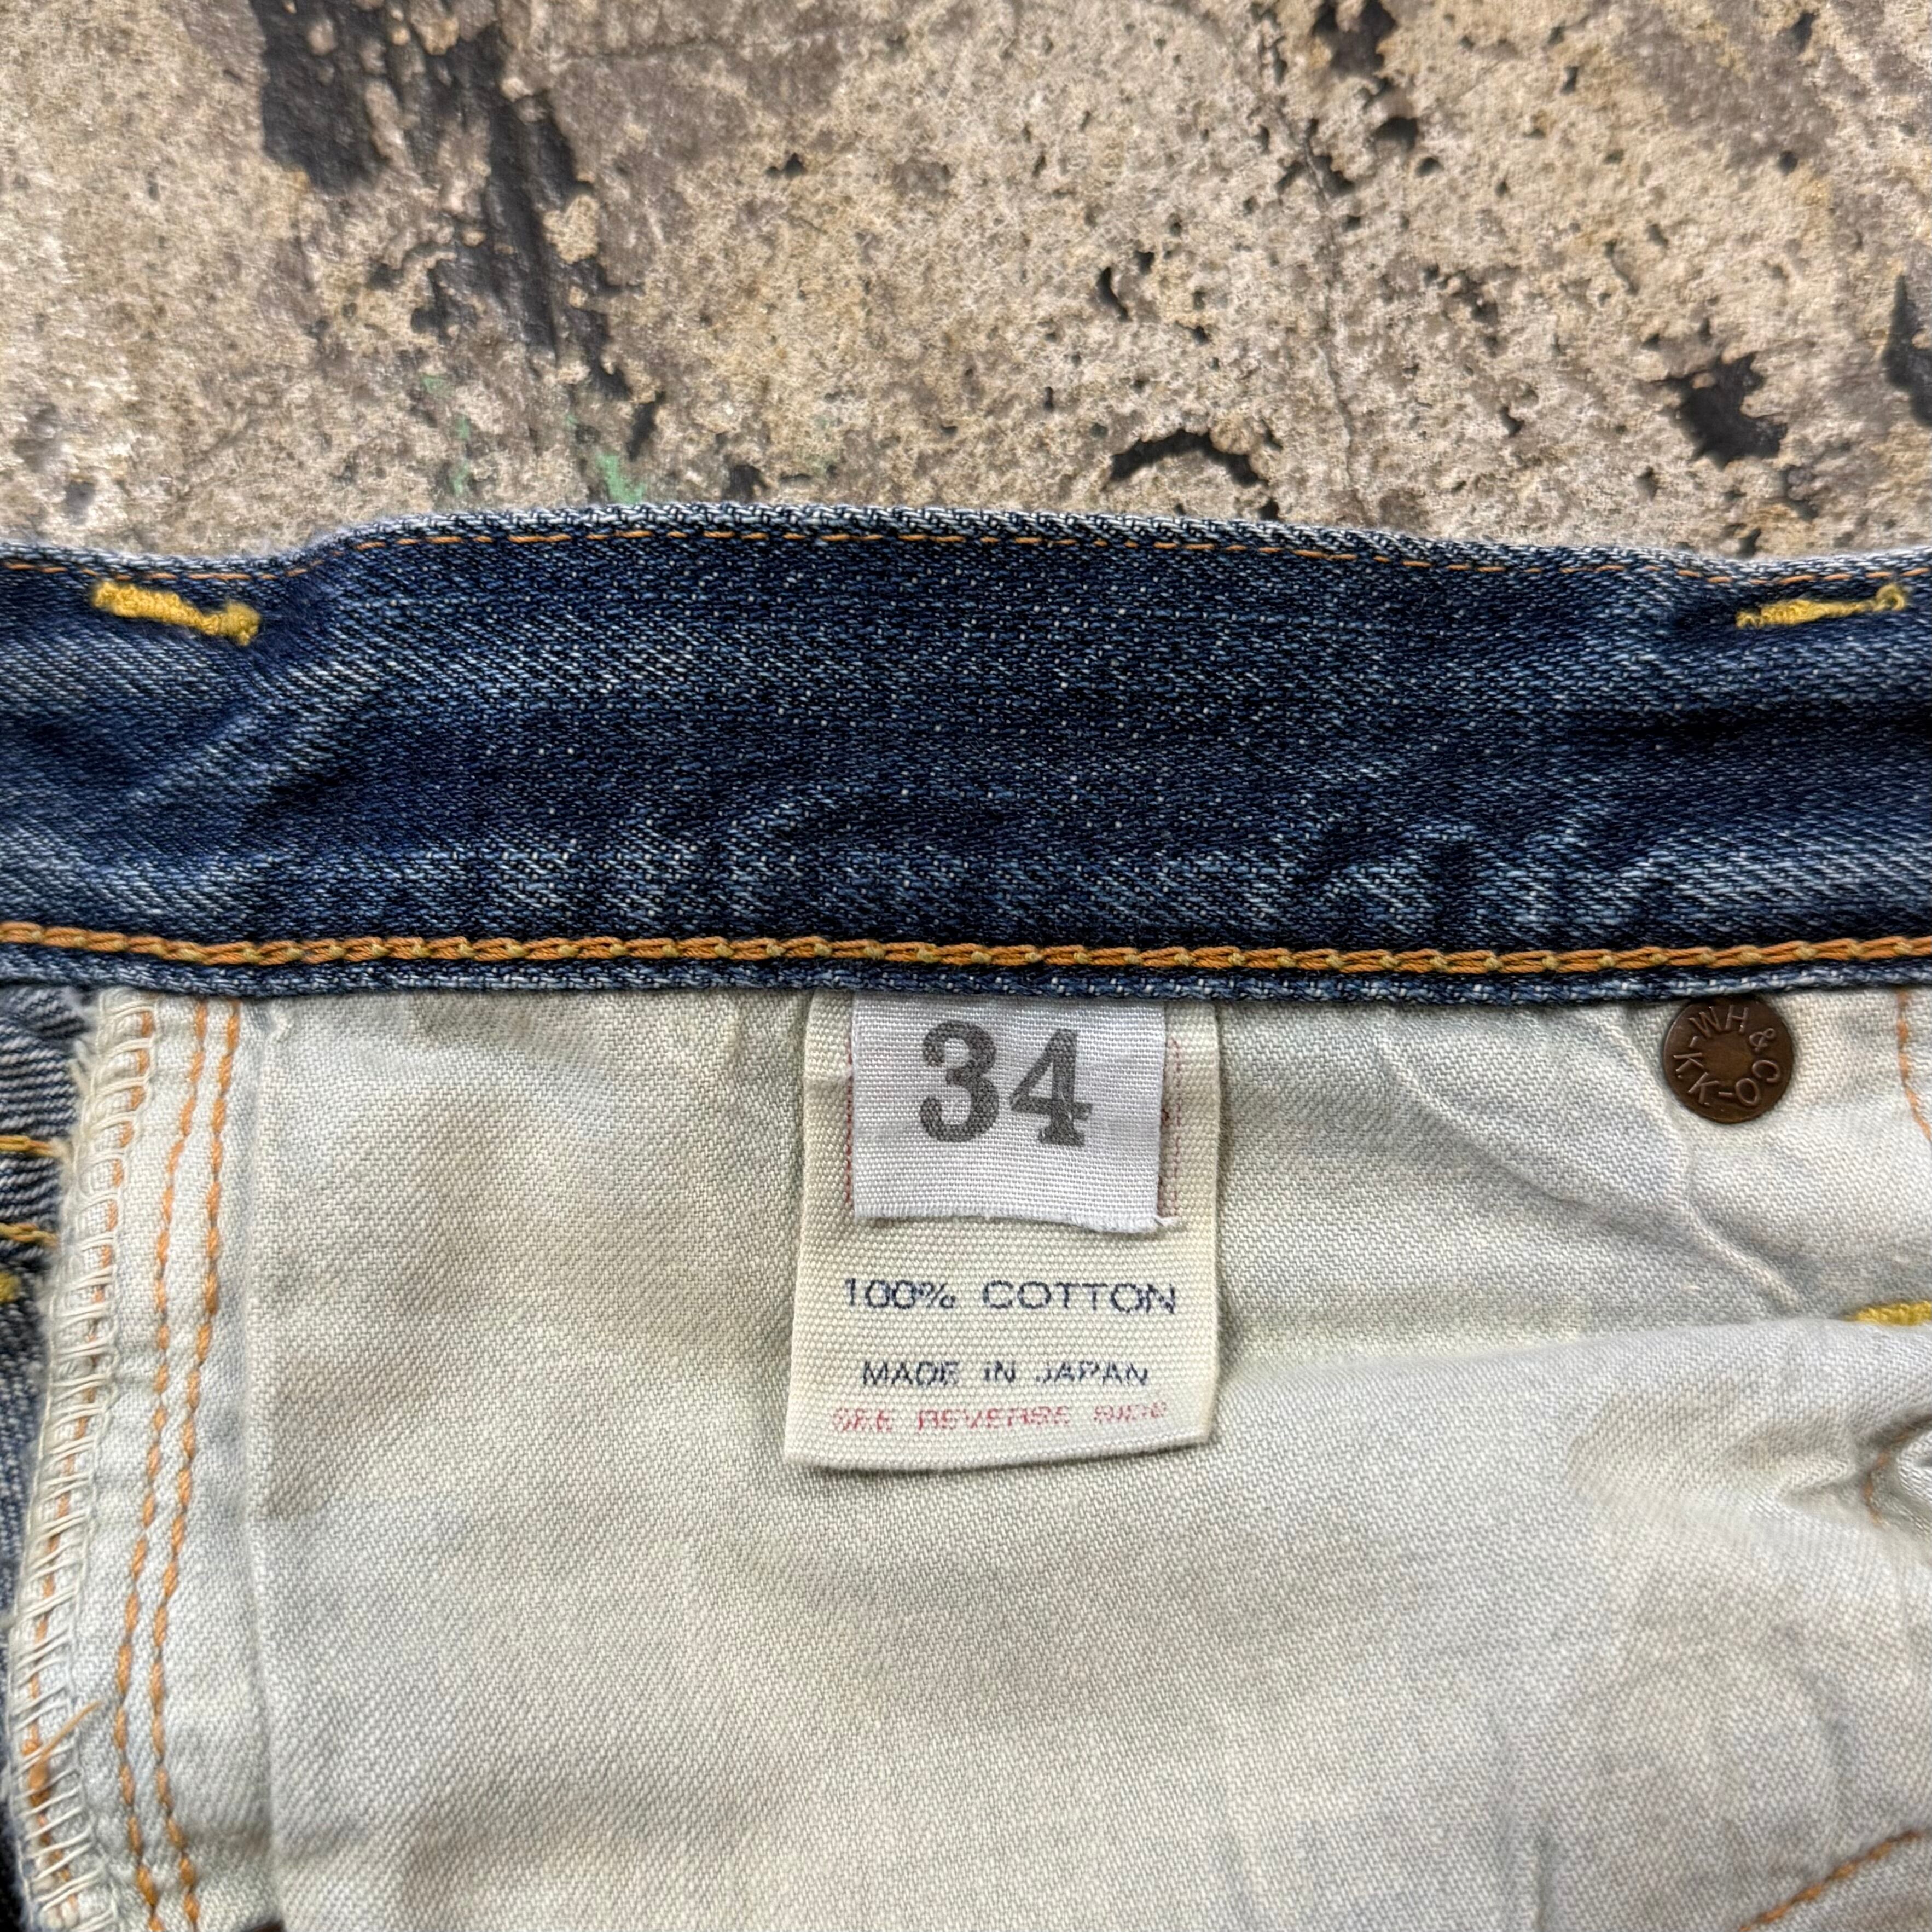 34
WH & CO-KK-
100% COTTON
MADE IN JAPAN
SEE REVERSE SIDE